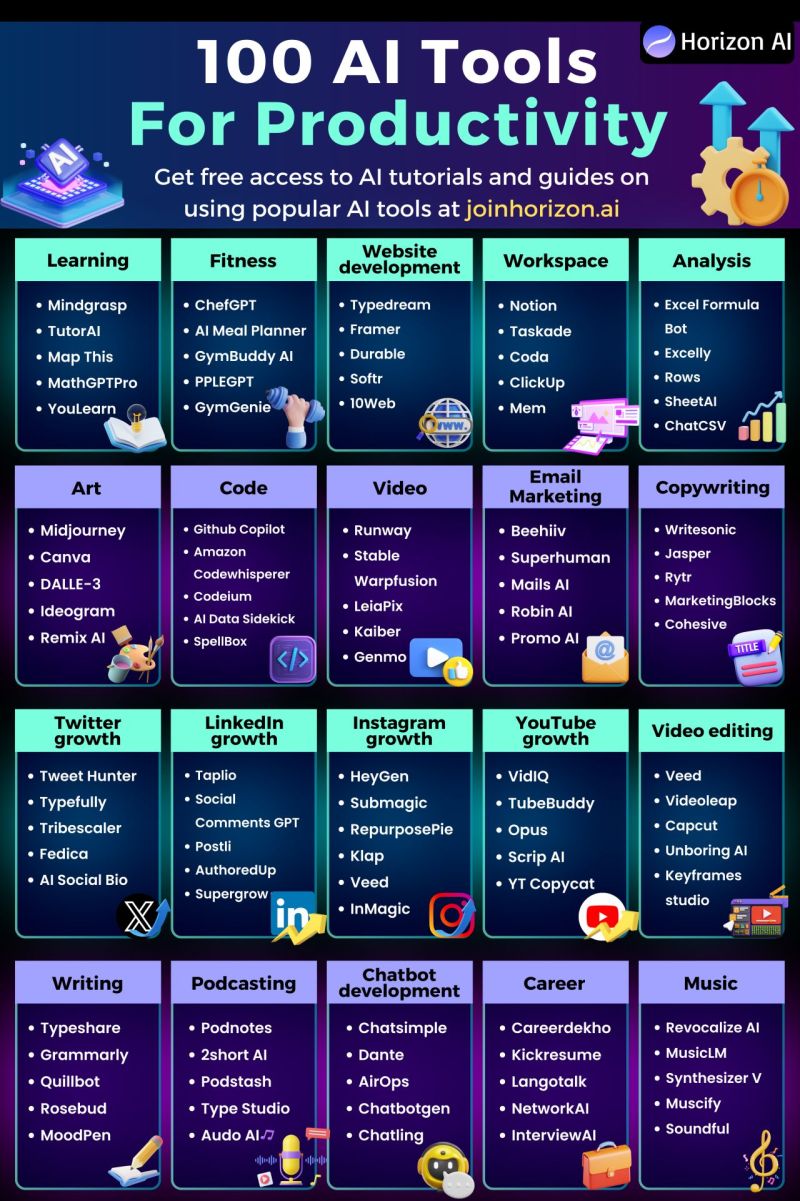 Horizon AI
100 AI Tools
For Productivity
Get free access to AI tutorials and guides on
using popular AI tools at joinhorizon.ai
AI
Learning
• Mindgrasp
• TutorAI
• Map This
• MathGPTPro
• YouLearn
Fitness
• ChefGPT
• AI Meal Planner
• GymBuddy AI
• PPLEGPT
• GymGenie
Website
development
• Typedream
• Framer
• Durable
• Softr
• 10Web
www.
Workspace
• Notion
• Taskade
• Coda
• ClickUp
• Mem
Analysis
• Excel Formula
Bot
• Excelly
• Rows
• SheetAI
• ChatCSV
Art
• Midjourney
• Canva
• DALLE-3
• Ideogram
• Remix AI
Code
• Github Copilot
• Amazon
Codewhisperer
• Codeium
• AI Data Sidekick
• SpellBox
</>
Video
• Runway
• Stable
Warpfusion
• LeiaPix
• Kaiber
• Genmo
Email
Marketing
• Beehiiv
• Superhuman
• Mails AI
• Robin AI
• Promo AI
@
Copywriting
• Writesonic
• Jasper
• Rytr
• MarketingBlocks
• Cohesive
TITLE
Twitter
growth
• Tweet Hunter
• Typefully
• Tribescaler
• Fedica
• AI Social Bio
X
LinkedIn
growth
• Taplio
• Social
Comments GPT
• Postli
• AuthoredUp
• Supergrow
in
Instagram
growth
• HeyGen
• Submagic
• RepurposePie
• Klap
• Veed
• InMagic
YouTube
growth
• VidIQ
• TubeBuddy
• Opus
• Scrip AI
• YT Copycat
Video editing
• Veed
• Videoleap
• Capcut
• Unboring AI
• Keyframes
studio
Writing
• Typeshare
• Grammarly
• Quillbot
• Rosebud
• MoodPen
Podcasting
• Podnotes
• 2short AI
• Podstash
• Type Studio
• Audo AI
Chatbot
development
• Chatsimple
• Dante
• AirOps
• Chatbotgen
• Chatling
Career
• Careerdekho
• Kickresume
• Langotalk
• NetworkAI
• InterviewAI
Music
• Revocalize AI
• MusicLM
• Synthesizer V
• Muscify
• Soundful